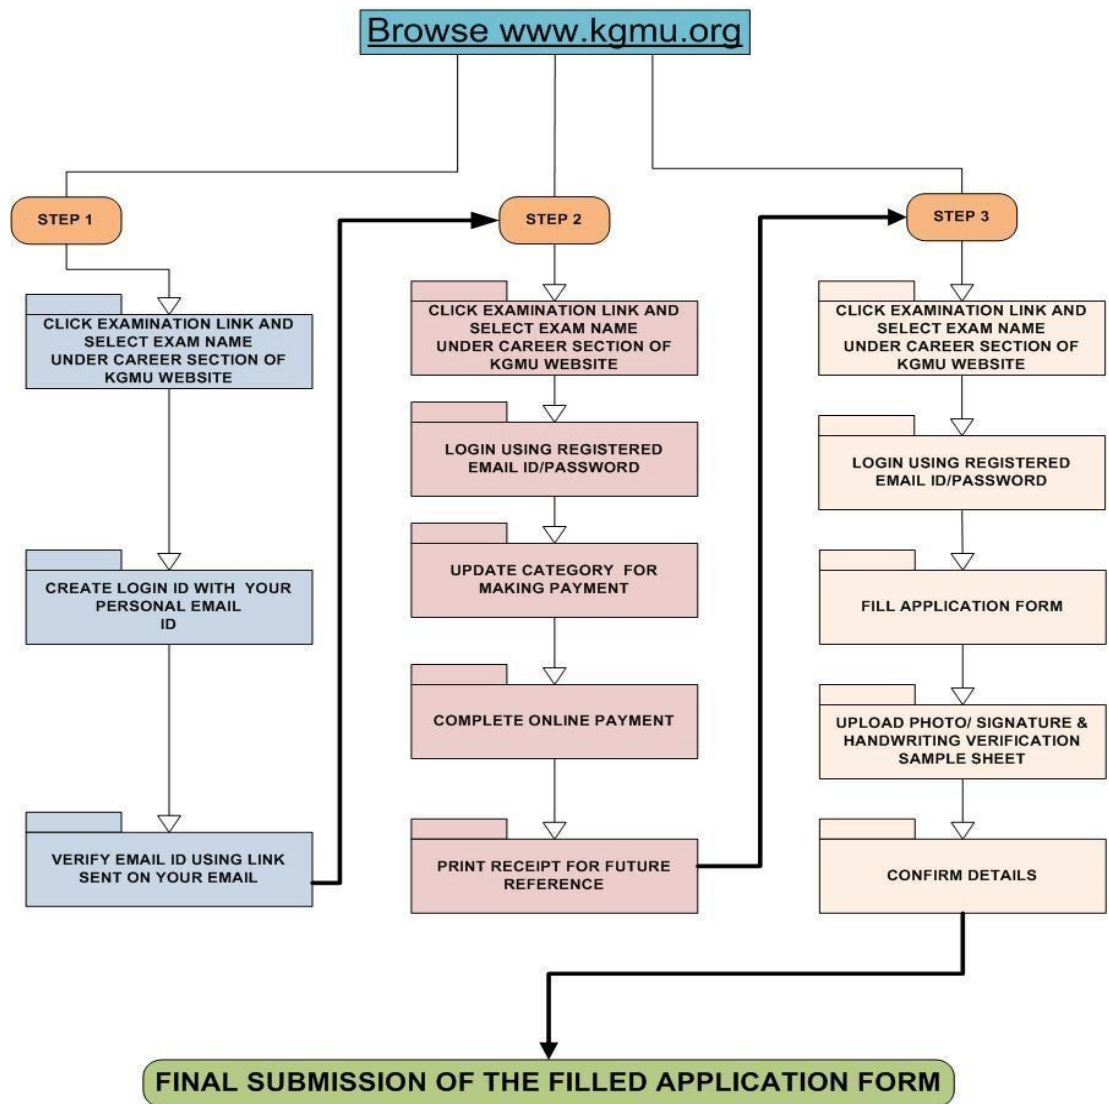 Browse www.kgmu.org
STEP 1
CLICK EXAMINATION LINK AND
SELECT EXAM NAME
UNDER CAREER SECTION OF
KGMU WEBSITE
CREATE LOGIN ID WITH YOUR
PERSONAL EMAIL
ID
VERIFY EMAIL ID USING LINK
SENT ON YOUR EMAIL
STEP 2
CLICK EXAMINATION LINK AND
SELECT EXAM NAME
UNDER CAREER SECTION OF
KGMU WEBSITE
LOGIN USING REGISTERED
EMAIL ID/PASSWORD
UPDATE CATEGORY FOR
MAKING PAYMENT
COMPLETE ONLINE PAYMENT
PRINT RECEIPT FOR FUTURE
REFERENCE
STEP 3
CLICK EXAMINATION LINK AND
SELECT EXAM NAME
UNDER CAREER SECTION OF
KGMU WEBSITE
LOGIN USING REGISTERED
EMAIL ID/PASSWORD
FILL APPLICATION FORM
UPLOAD PHOTO/ SIGNATURE &
HANDWRITING VERIFICATION
SAMPLE SHEET
CONFIRM DETAILS
FINAL SUBMISSION OF THE FILLED APPLICATION FORM